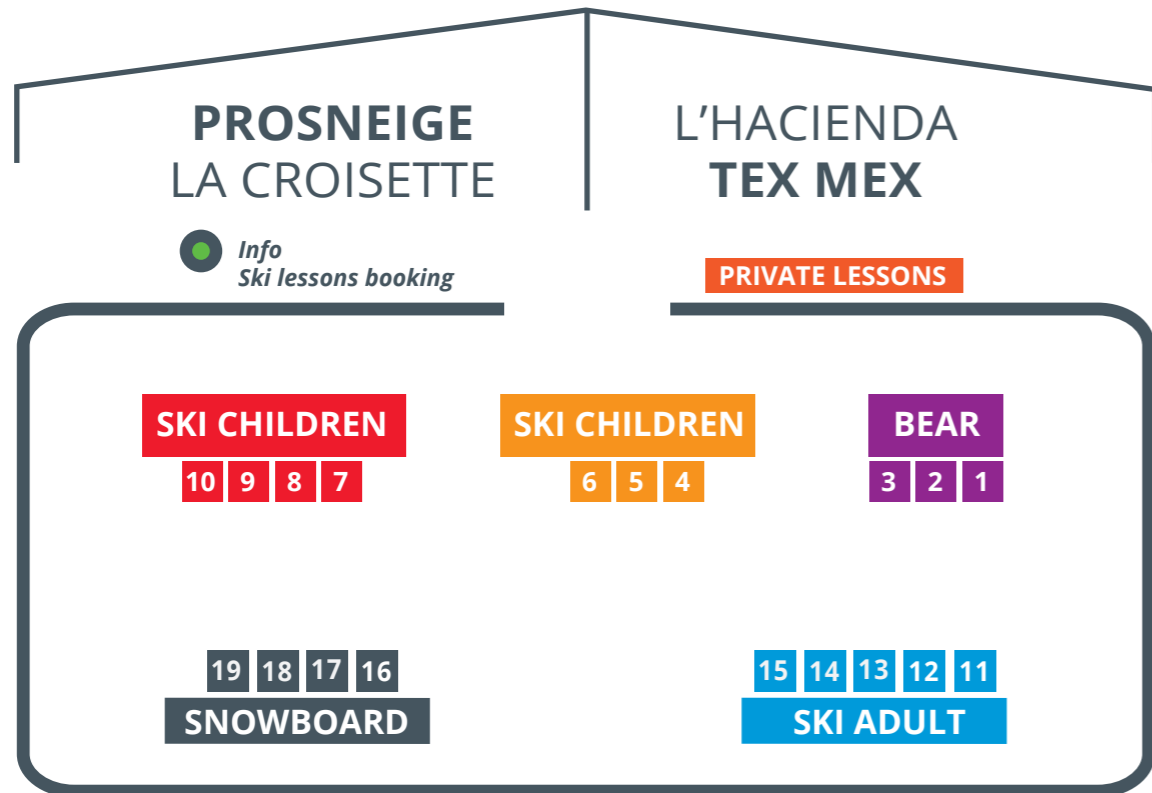 PROSNEIGE
LA CROISETTE
L’HACIENDA
TEX MEX
Info
Ski lessons booking
PRIVATE LESSONS
SKI CHILDREN
10 9 8 7
SKI CHILDREN
6 5 4
BEAR
3 2 1
19 18 17 16
SNOWBOARD
15 14 13 12 11
SKI ADULT